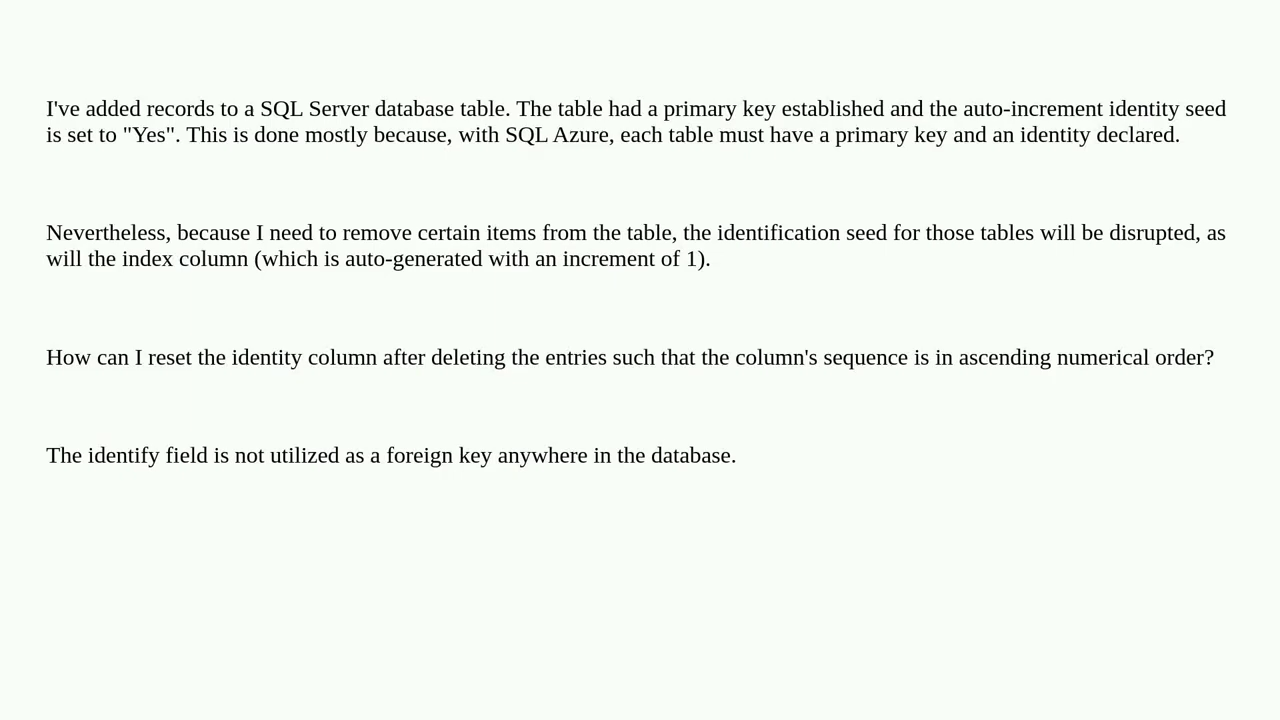 I've added records to a SQL Server database table. The table had a primary key established and the auto-increment identity seed
is set to "Yes". This is done mostly because, with SQL Azure, each table must have a primary key and an identity declared.
Nevertheless, because I need to remove certain items from the table, the identification seed for those tables will be disrupted, as
will the index column (which is auto-generated with an increment of 1).
How can I reset the identity column after deleting the entries such that the column's sequence is in ascending numerical order?
The identify field is not utilized as a foreign key anywhere in the database.